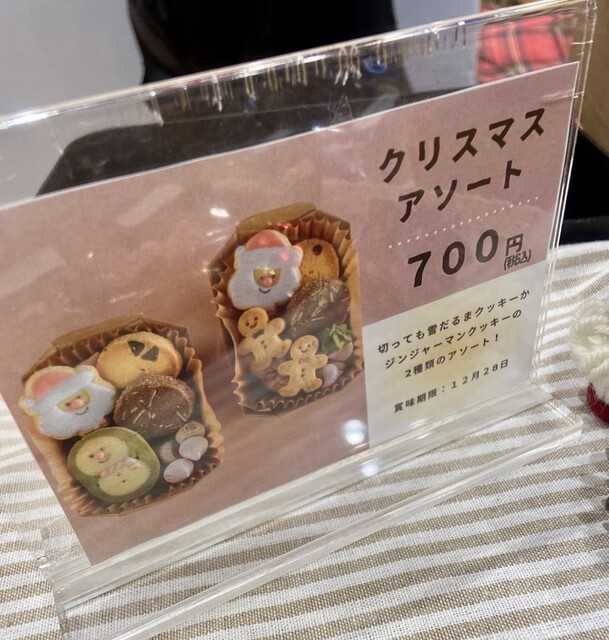 クリスマス
アソート
700円
(税込)
切っても雪だるまクッキーか
ジンジャーマンクッキーの
2種類のアソート！
賞味期限：12月28日